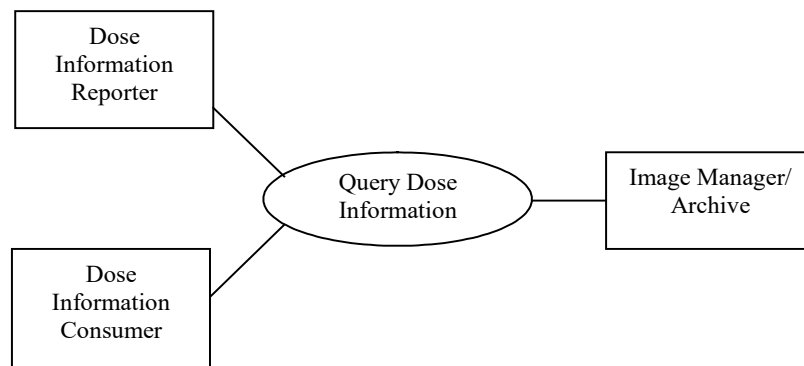 Dose
Information
Reporter
Query Dose
Information
Image Manager/
Archive
Dose
Information
Consumer